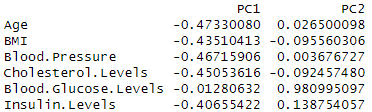 PC1 PC2
Age -0.47330080 0.026500098
BMI -0.43510413 -0.095560306
Blood.Pressure -0.46715906 0.003676727
Cholesterol.Levels -0.45053616 -0.092457480
Blood.Glucose.Levels -0.01280632 0.980995097
Insulin.Levels -0.40655422 0.138754057